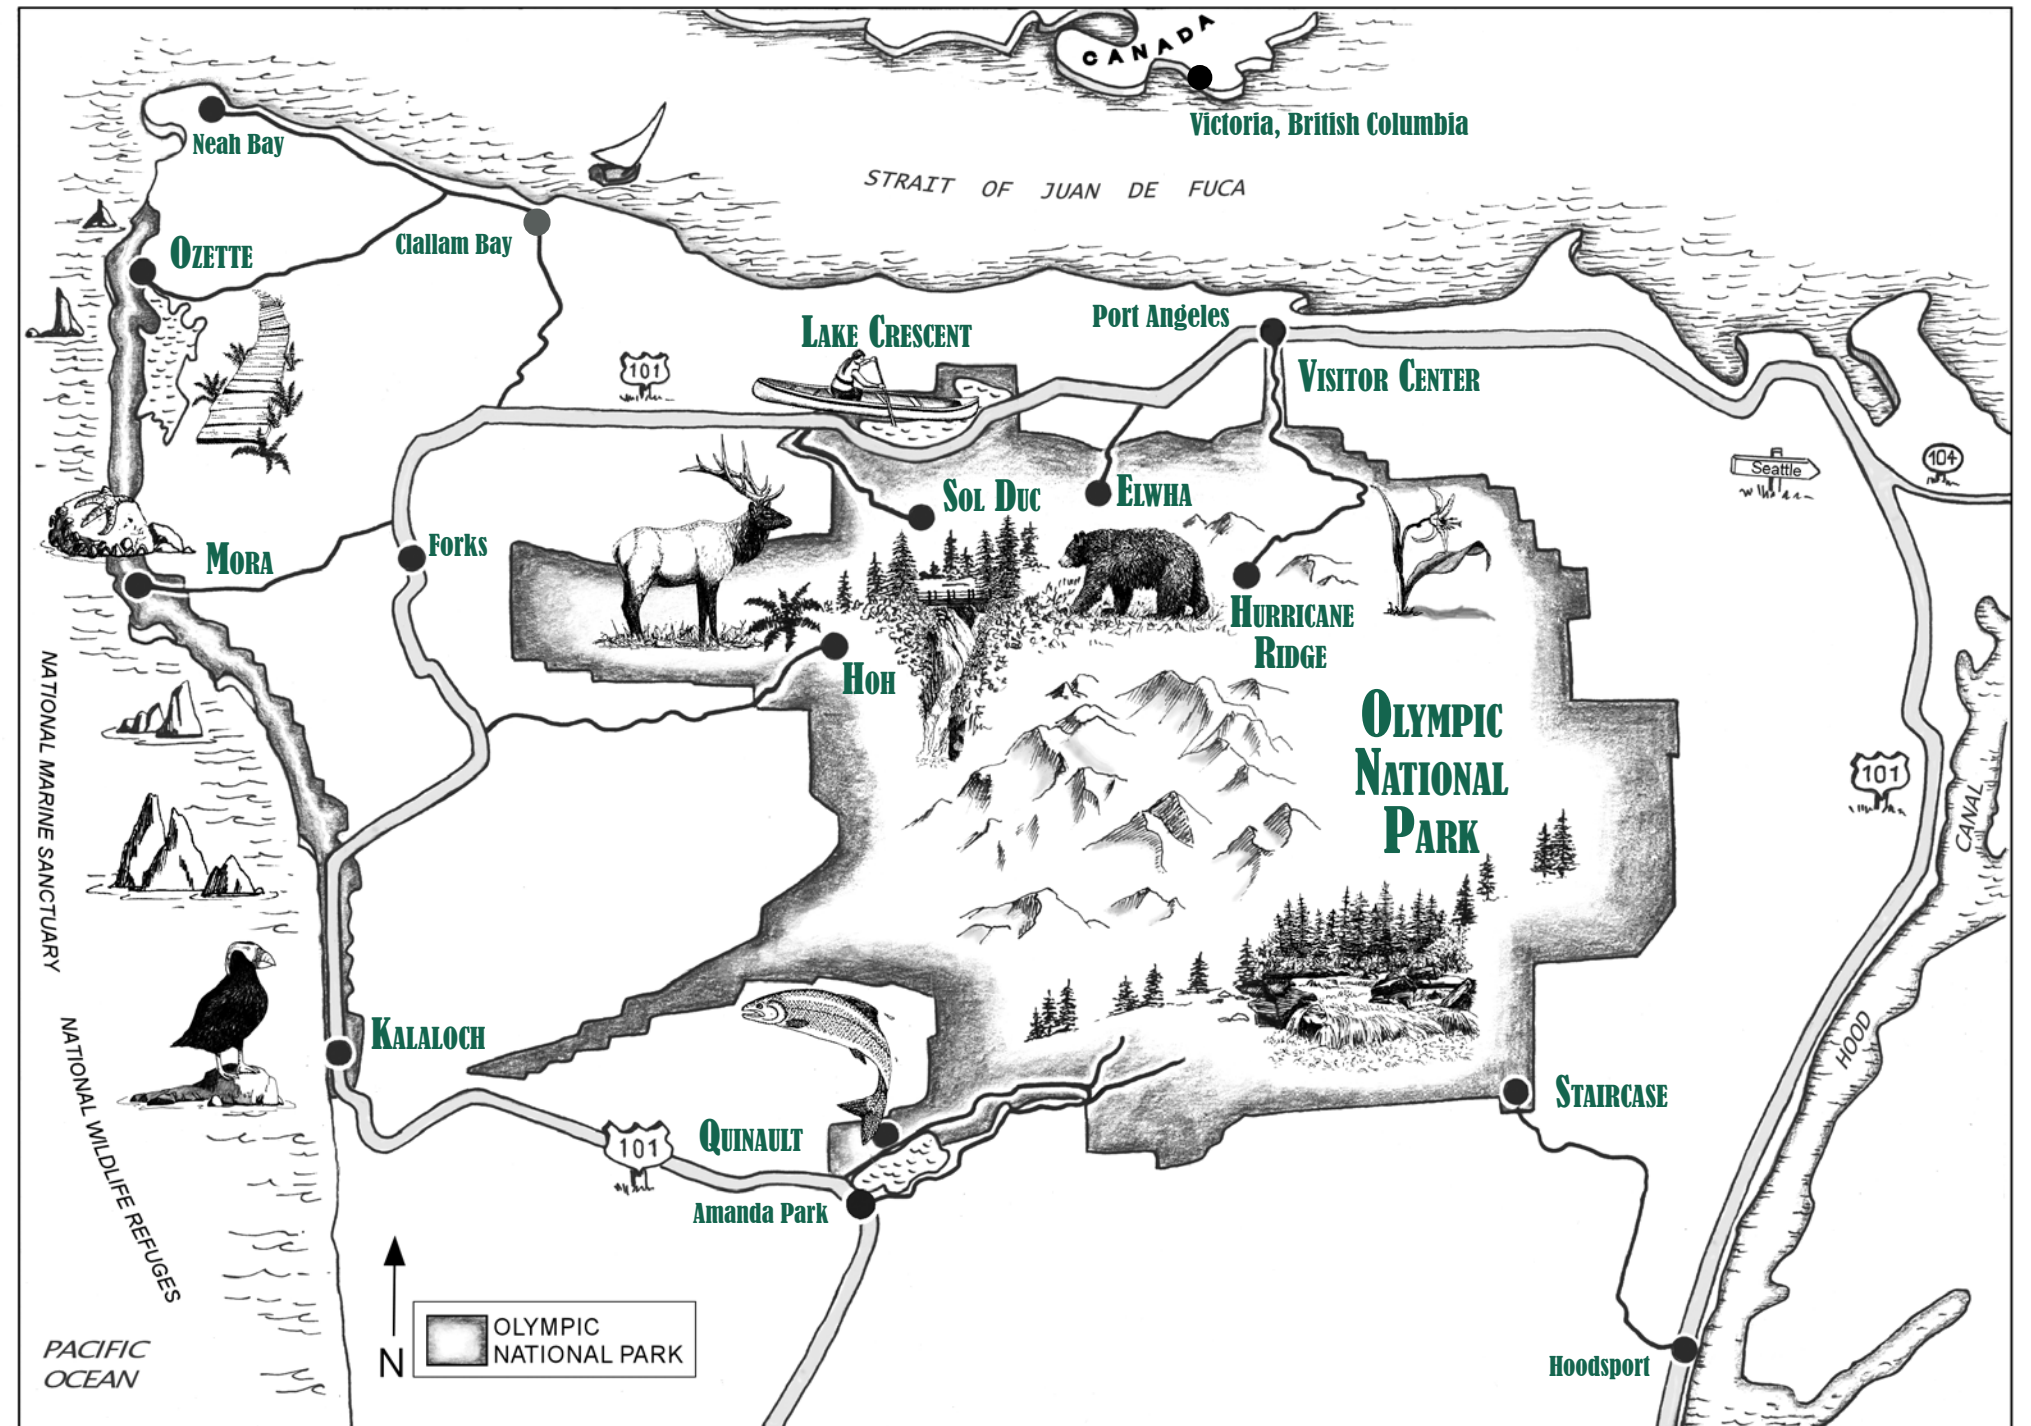 CANADA
Victoria, British Columbia
Neah Bay
STRAIT OF JUAN DE FUCA
Clallam Bay
OZETTE
Port Angeles
LAKE CRESCENT
101
VISITOR CENTER
Seattle
104
SOL DUC
ELWHA
Forks
MORA
HURRICANE
RIDGE
HOH
NATIONAL MARINE SANCTUARY
OLYMPIC
NATIONAL
PARK
101
HOOD CANAL
KALALOCH
NATIONAL WILDLIFE REFUGES
STAIRCASE
QUINAULT
101
Amanda Park
OLYMPIC
NATIONAL PARK
N
PACIFIC
OCEAN
Hoodsport